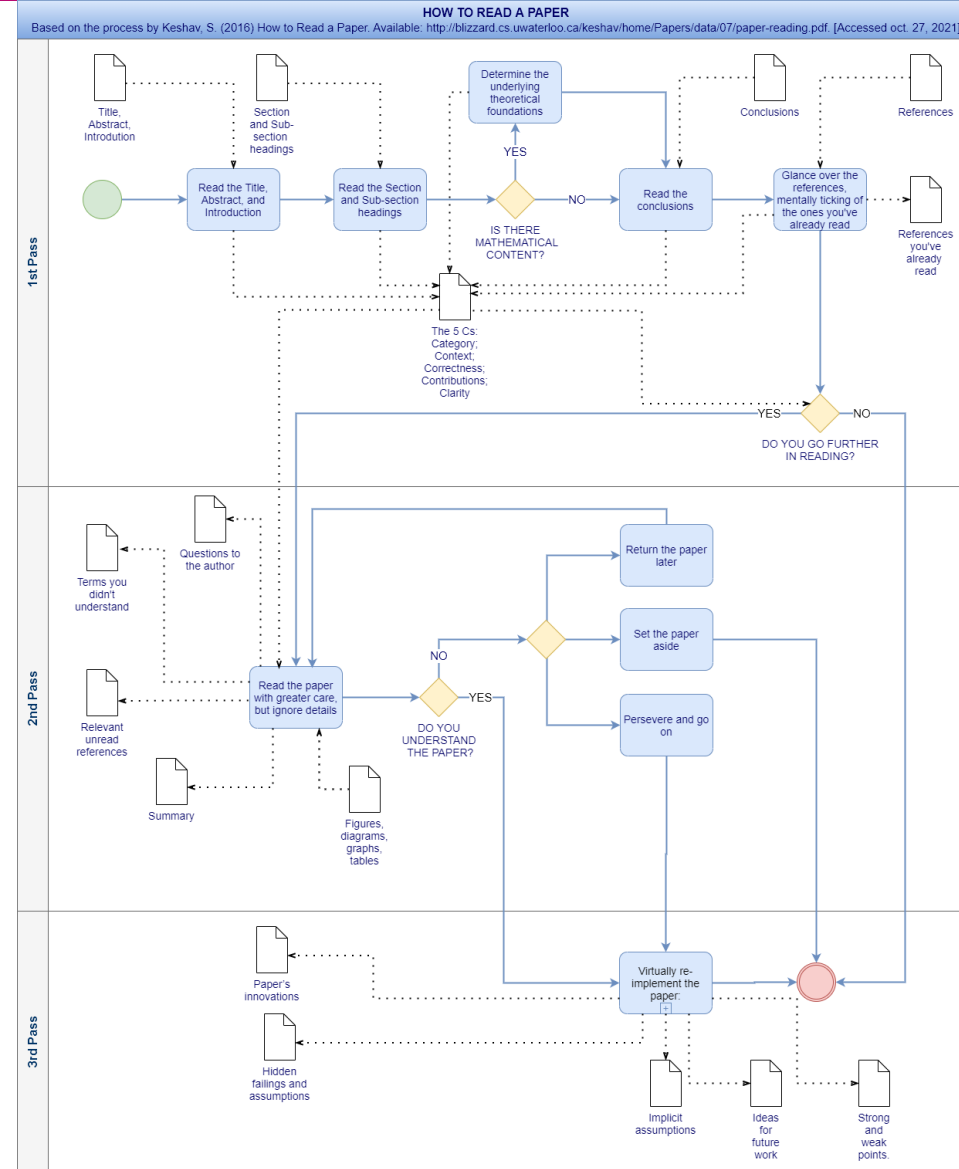 HOW TO READ A PAPER
Based on the process by Keshav, S. (2016) How to Read a Paper. Available: http://blizzard.cs.uwaterloo.ca/keshav/home/Papers/data/07/paper-reading.pdf. [Accessed oct. 27, 2021]
1st Pass
Title,
Abstract,
Introdution
Section
and Sub-
section
headings
Determine the
underlying
theoretical
foundations
Conclusions
References
YES
Read the Title,
Abstract, and
Introduction
Read the Section
and Sub-section
headings
IS THERE
MATHEMATICAL
CONTENT?
NO
Read the
conclusions
Glance over the
references,
mentally ticking of
the ones you've
already read
References
you've
already
read
The 5 Cs:
Category;
Context;
Correctness;
Contributions;
Clarity
YES
NO
DO YOU GO FURTHER
IN READING?
2nd Pass
Questions to
the author
Terms you
didn't
understand
Return the paper
later
Set the paper
aside
NO
Read the paper
with greater care,
but ignore details
YES
DO YOU
UNDERSTAND
THE PAPER?
Persevere and go
on
Relevant
unread
references
Summary
Figures,
diagrams,
graphs,
tables
3rd Pass
Paper's
innovations
Virtually re-
implement the
paper:
Hidden
failings and
assumptions
Implicit
assumptions
Ideas
for
future
work
Strong
and
weak
points.